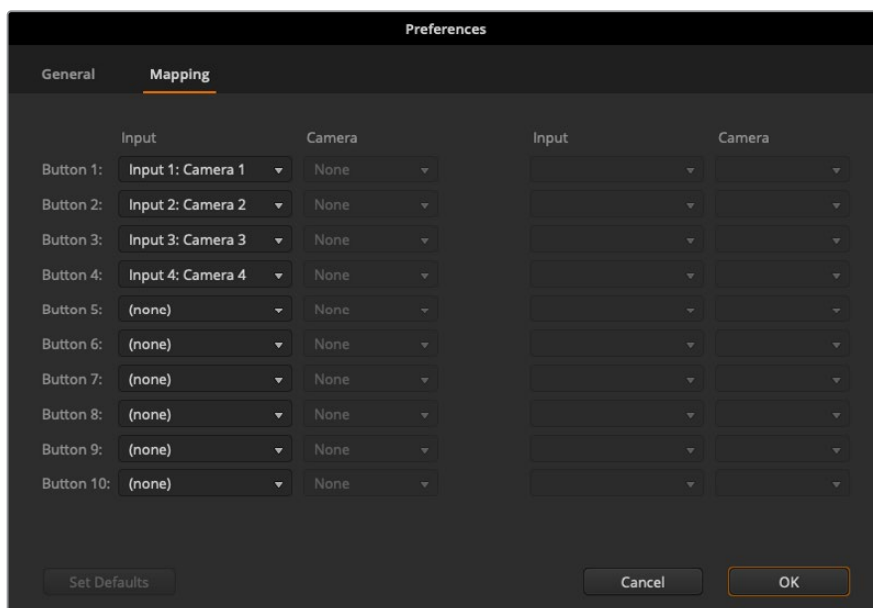 Preferences
General Mapping
Input Camera Input Camera
Button 1: Input 1: Camera 1 None
Button 2: Input 2: Camera 2 None
Button 3: Input 3: Camera 3 None
Button 4: Input 4: Camera 4 None
Button 5: (none) None
Button 6: (none) None
Button 7: (none) None
Button 8: (none) None
Button 9: (none) None
Button 10: (none) None
Set Defaults Cancel OK